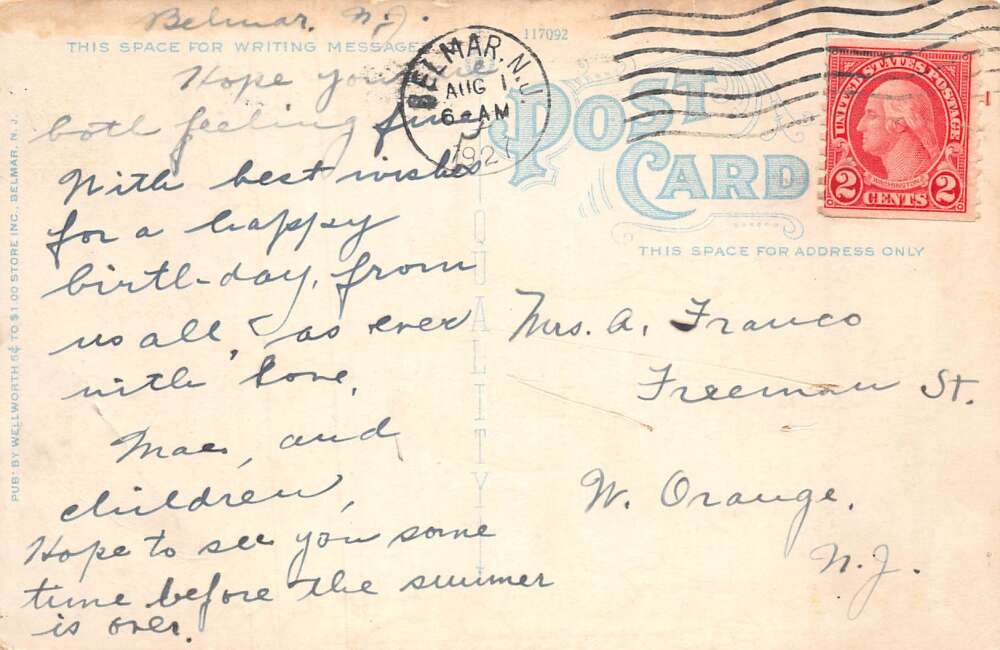 Belmar, N.J.
THIS SPACE FOR WRITING MESSAGE
Hope you are
both feeling fine
With best wishes
for a happy
birth-day, from
us all, as ever
with love,
Mae, and
children,
Hope to see you some
time before the summer
is over.
PUB. BY WELLWORTH 5¢ TO $1.00 STORE INC., BELMAR, N. J.
117092
BELMAR, N.J.
AUG 1
6 AM
192
QUALITY
POST
CARD
UNITED STATES POSTAGE
WASHINGTON
2 CENTS 2
THIS SPACE FOR ADDRESS ONLY
Mrs. A. Franco
Freeman St.
W. Orange,
N.J.